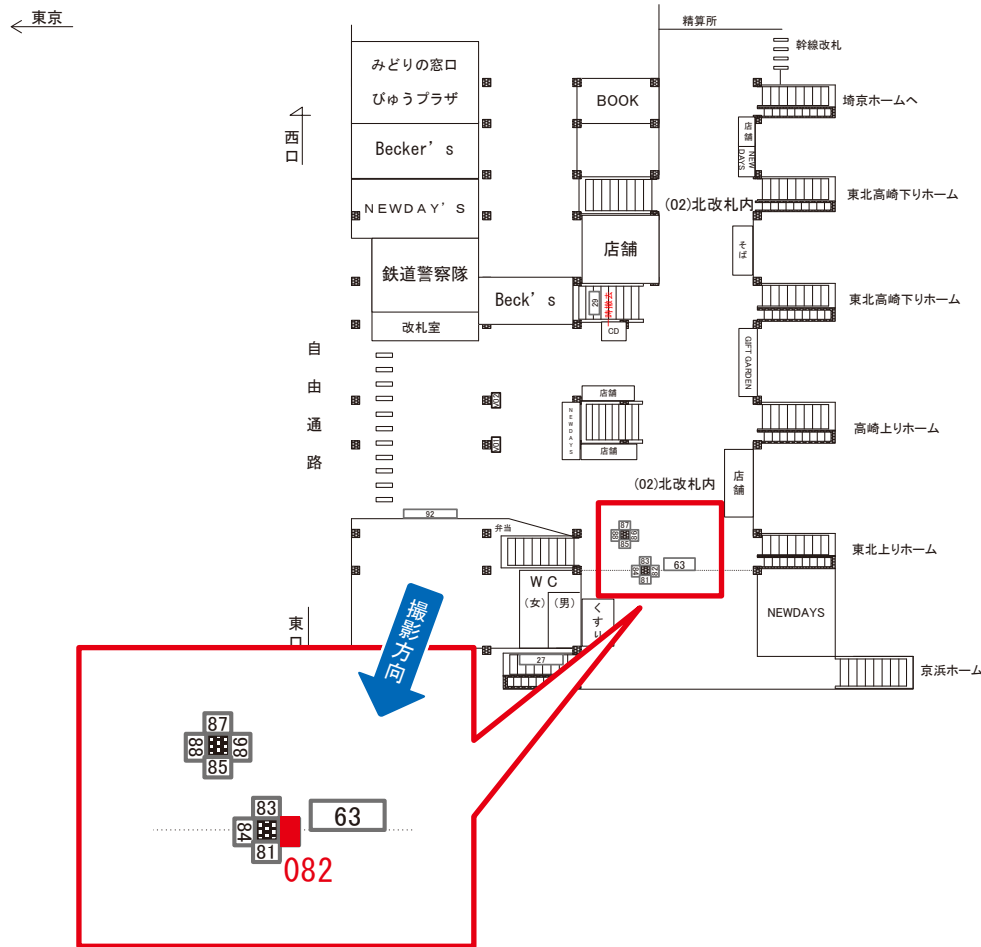 東京
精算所
幹線改札
みどりの窓口
びゅうプラザ
BOOK
埼京ホームへ
西口
店舗
NEW DAYS
Becker’s
NEWDAY’S
(02)北改札内
東北高崎下りホーム
店舗
そば
鉄道警察隊
Beck’s
29
CD
東北高崎下りホーム
改札室
GIFT GARDEN
自由通路
店舗
NEWDAYS
店舗
M02
M01
高崎上りホーム
(02)北改札内
店舗
92
弁当
87
88
86
85
83
84
82
81
63
東北上りホーム
WC
(女)
(男)
くすり
NEWDAYS
東口
27
京浜ホーム
撮影方向
87
88
86
85
83
84
81
63
082